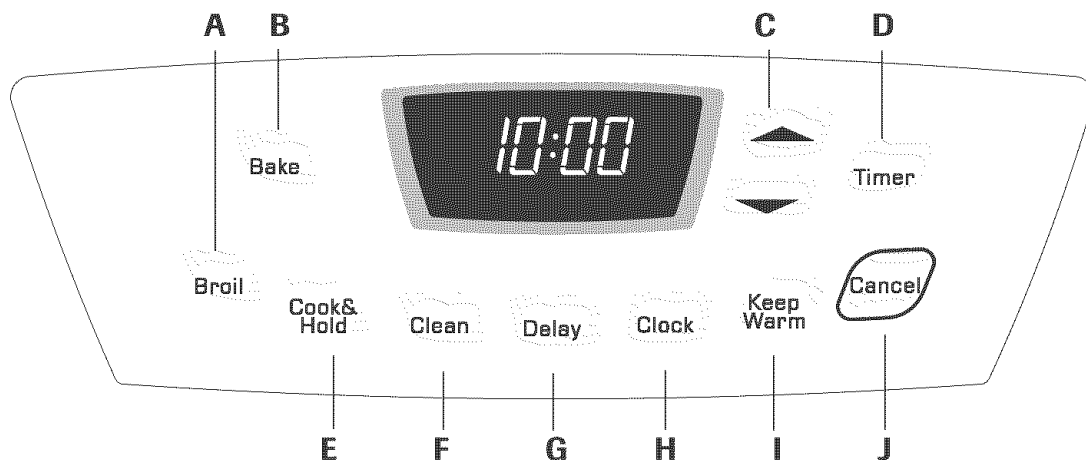 A B C D
10:00
Bake
Timer
Broil
Cook&
Hold
Clean
Delay
Clock
Keep
Warm
Cancel
E F G H I J